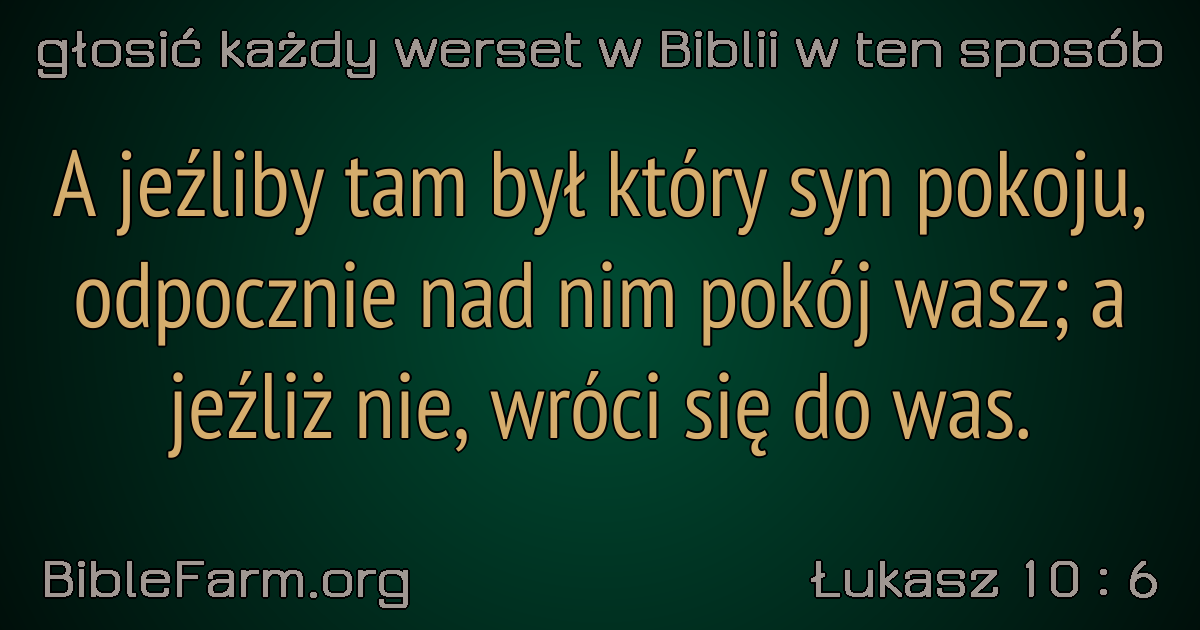 głosić każdy werset w Biblii w ten sposób
A jeźliby tam był który syn pokoju,
odpocznie nad nim pokój wasz; a
jeźliż nie, wróci się do was.
BibleFarm.org
Łukasz 10 : 6